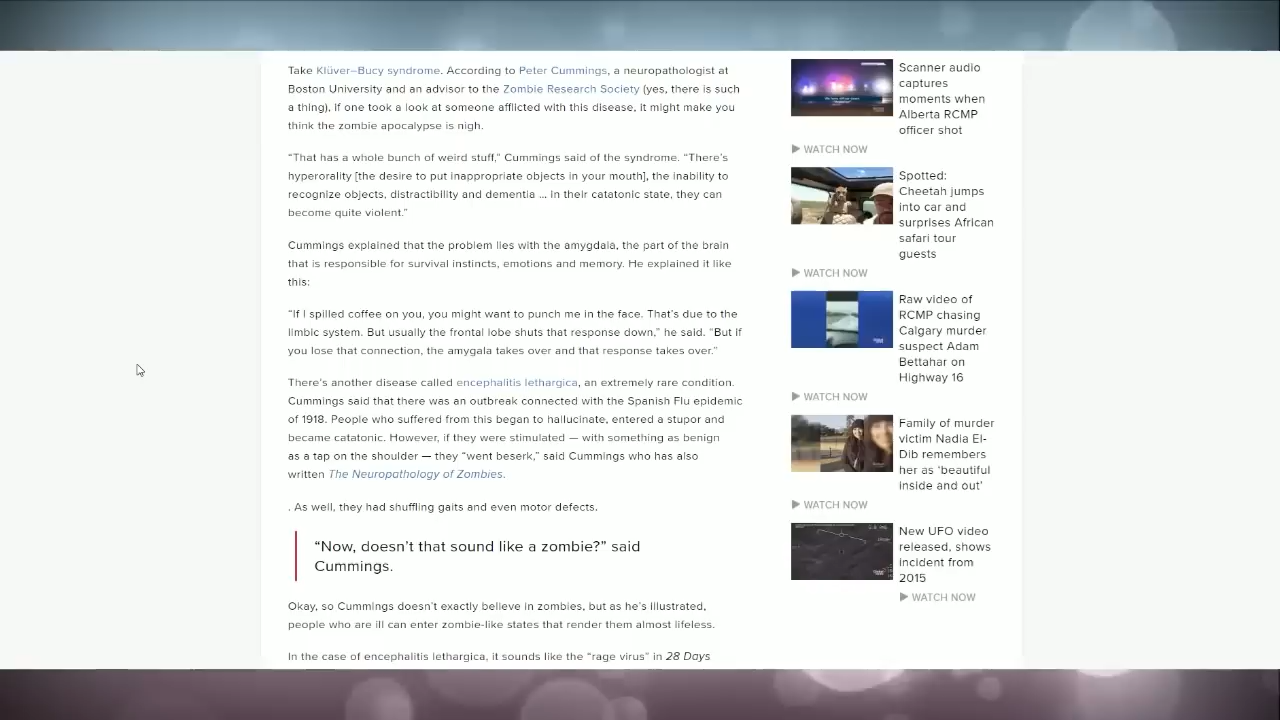 Take Klüver–Bucy syndrome. According to Peter Cummings, a neuropathologist at
Boston University and an advisor to the Zombie Research Society (yes, there is such
a thing), if one took a look at someone afflicted with this disease, it might make you
think the zombie apocalypse is nigh.
“That has a whole bunch of weird stuff,” Cummings said of the syndrome. “There’s
hyperorality [the desire to put inappropriate objects in your mouth], the inability to
recognize objects, distractibility and dementia ... in their catatonic state, they can
become quite violent.”
Cummings explained that the problem lies with the amygdala, the part of the brain
that is responsible for survival instincts, emotions and memory. He explained it like
this:
“If I spilled coffee on you, you might want to punch me in the face. That’s due to the
limbic system. But usually the frontal lobe shuts that response down,” he said. “But if
you lose that connection, the amygala takes over and that response takes over.”
There’s another disease called encephalitis lethargica, an extremely rare condition.
Cummings said that there was an outbreak connected with the Spanish Flu epidemic
of 1918. People who suffered from this began to hallucinate, entered a stupor and
became catatonic. However, if they were stimulated — with something as benign
as a tap on the shoulder — they “went beserk,” said Cummings who has also
written The Neuropathology of Zombies.
. As well, they had shuffling gaits and even motor defects.
“Now, doesn’t that sound like a zombie?” said
Cummings.
Okay, so Cummings doesn’t exactly believe in zombies, but as he’s illustrated,
people who are ill can enter zombie-like states that render them almost lifeless.
In the case of encephalitis lethargica, it sounds like the “rage virus” in 28 Days
Scanner audio
captures
moments when
Alberta RCMP
officer shot
WATCH NOW
Spotted:
Cheetah jumps
into car and
surprises African
safari tour
guests
WATCH NOW
Raw video of
RCMP chasing
Calgary murder
suspect Adam
Bettahar on
Highway 16
WATCH NOW
Family of murder
victim Nadia El-
Dib remembers
her as ‘beautiful
inside and out’
WATCH NOW
New UFO video
released, shows
incident from
2015
WATCH NOW